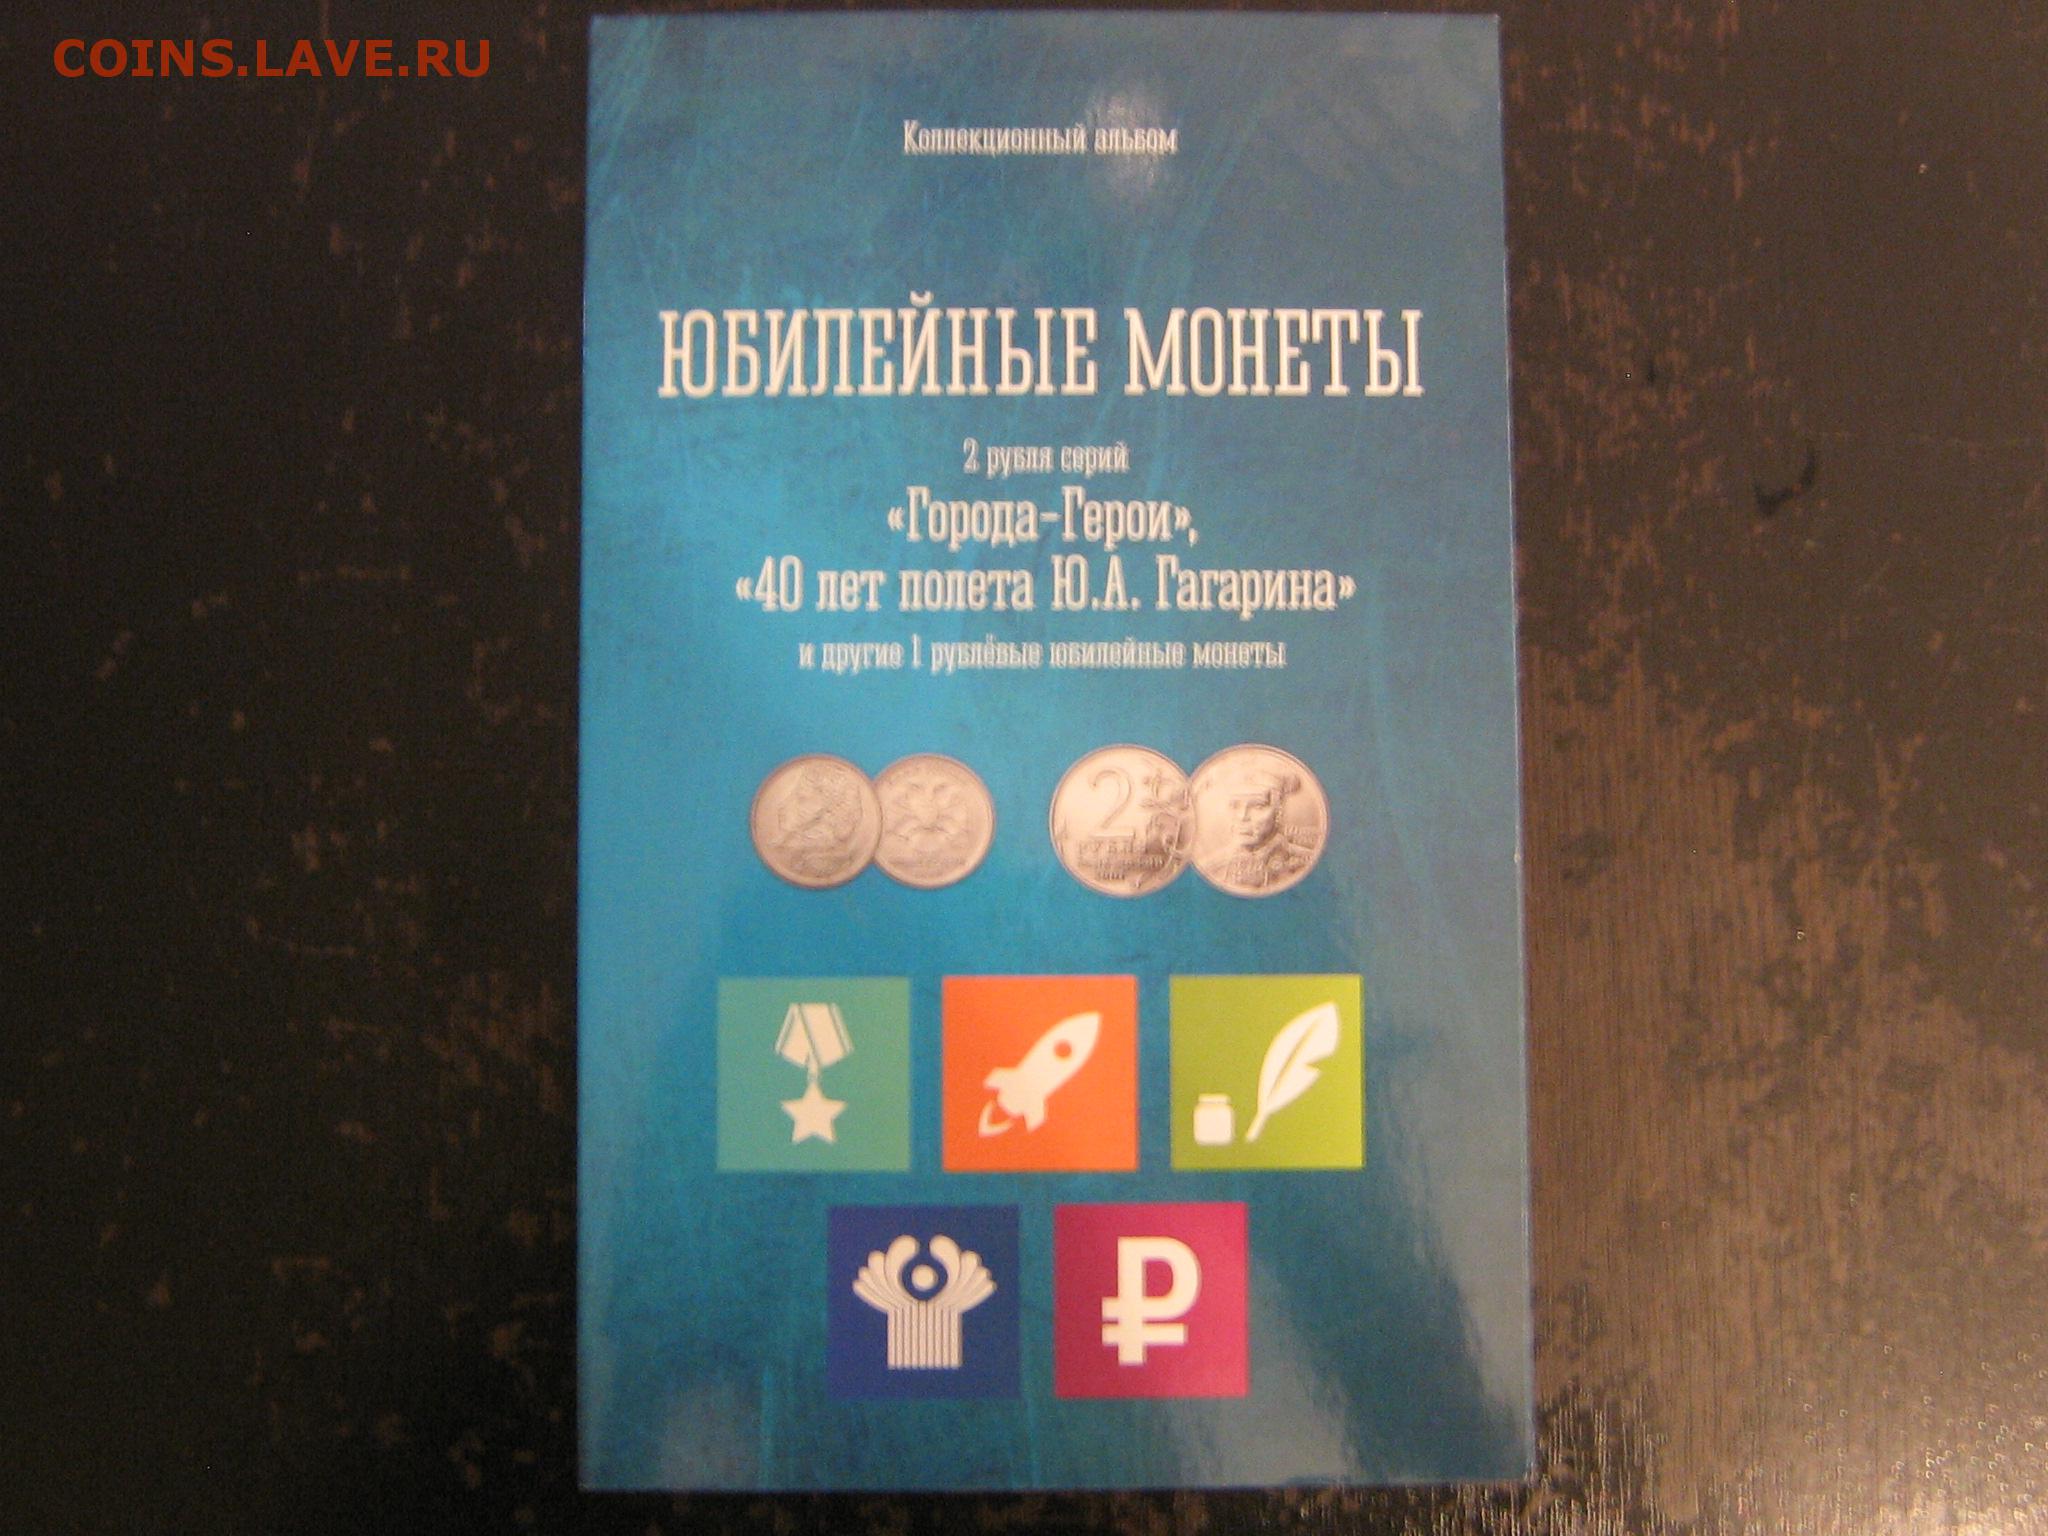 COINS.LAVE.RU
Коллекционный альбом
ЮБИЛЕЙНЫЕ МОНЕТЫ
2 рубля серий
«Города-Герои»,
«40 лет полета Ю.А. Гагарина»
и другие 1 рублёвые юбилейные монеты
2